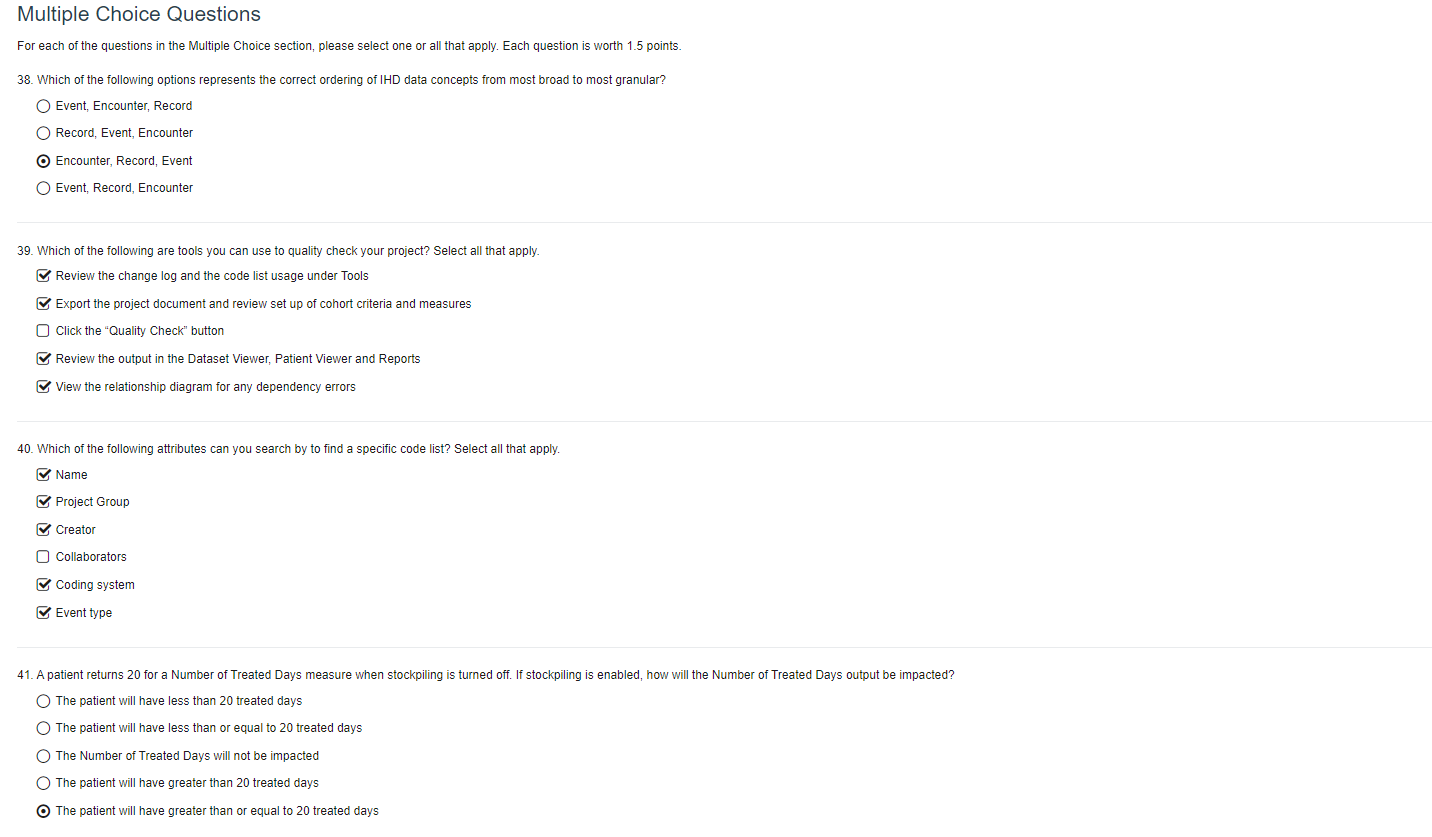 Multiple Choice Questions
For each of the questions in the Multiple Choice section, please select one or all that apply. Each question is worth 1.5 points.
38. Which of the following options represents the correct ordering of IHD data concepts from most broad to most granular?
Event, Encounter, Record
Record, Event, Encounter
Encounter, Record, Event
Event, Record, Encounter
39. Which of the following are tools you can use to quality check your project? Select all that apply.
Review the change log and the code list usage under Tools
Export the project document and review set up of cohort criteria and measures
Click the “Quality Check” button
Review the output in the Dataset Viewer, Patient Viewer and Reports
View the relationship diagram for any dependency errors
40. Which of the following attributes can you search by to find a specific code list? Select all that apply.
Name
Project Group
Creator
Collaborators
Coding system
Event type
41. A patient returns 20 for a Number of Treated Days measure when stockpiling is turned off. If stockpiling is enabled, how will the Number of Treated Days output be impacted?
The patient will have less than 20 treated days
The patient will have less than or equal to 20 treated days
The Number of Treated Days will not be impacted
The patient will have greater than 20 treated days
The patient will have greater than or equal to 20 treated days